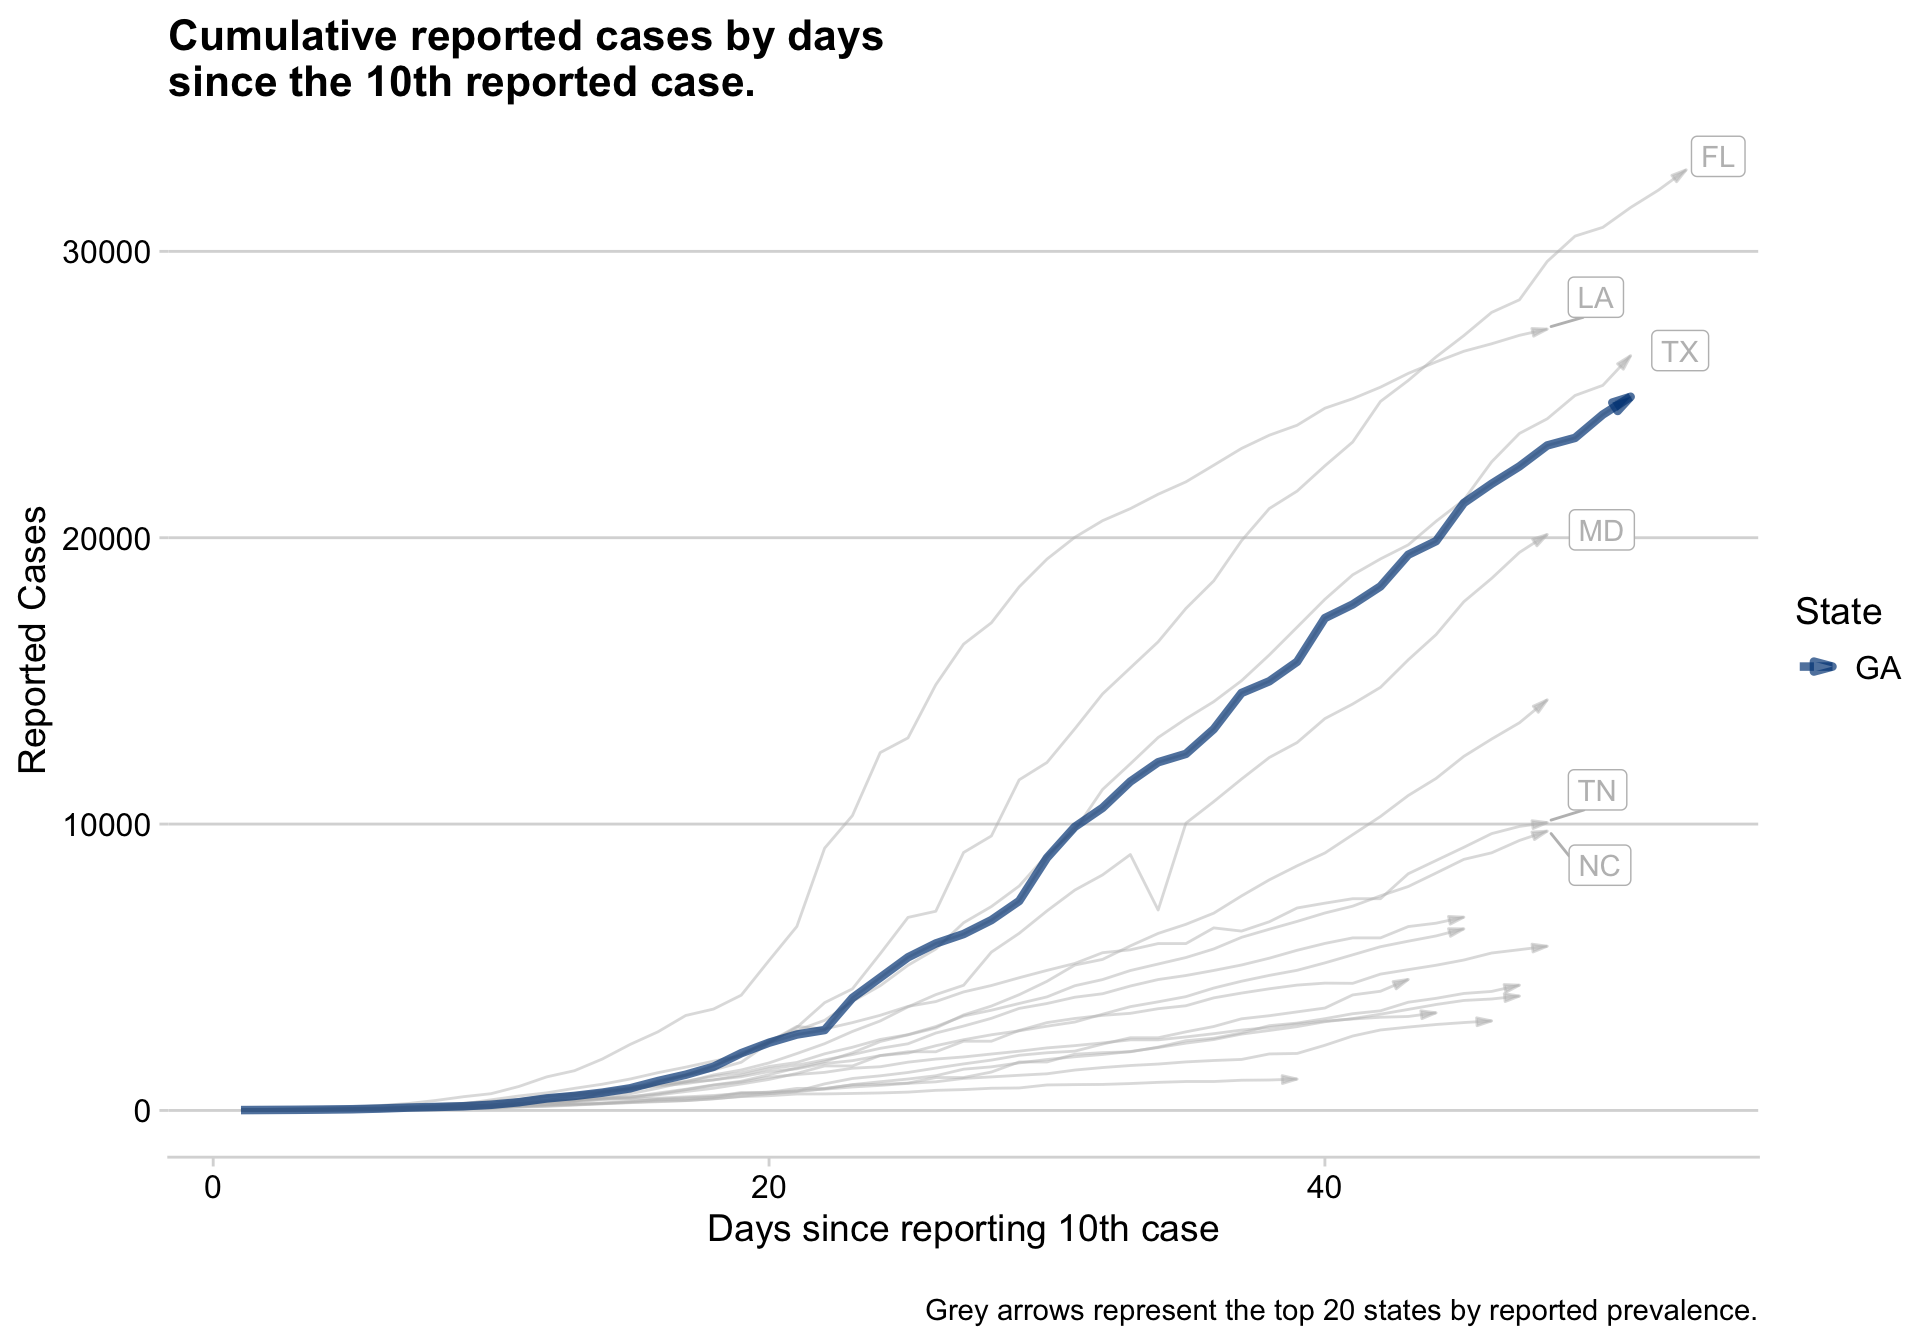 Cumulative reported cases by days
since the 10th reported case.
FL
30000
LA
TX
20000
MD
Reported Cases
State
GA
10000
TN
NC
0
0 20 40
Days since reporting 10th case
Grey arrows represent the top 20 states by reported prevalence.